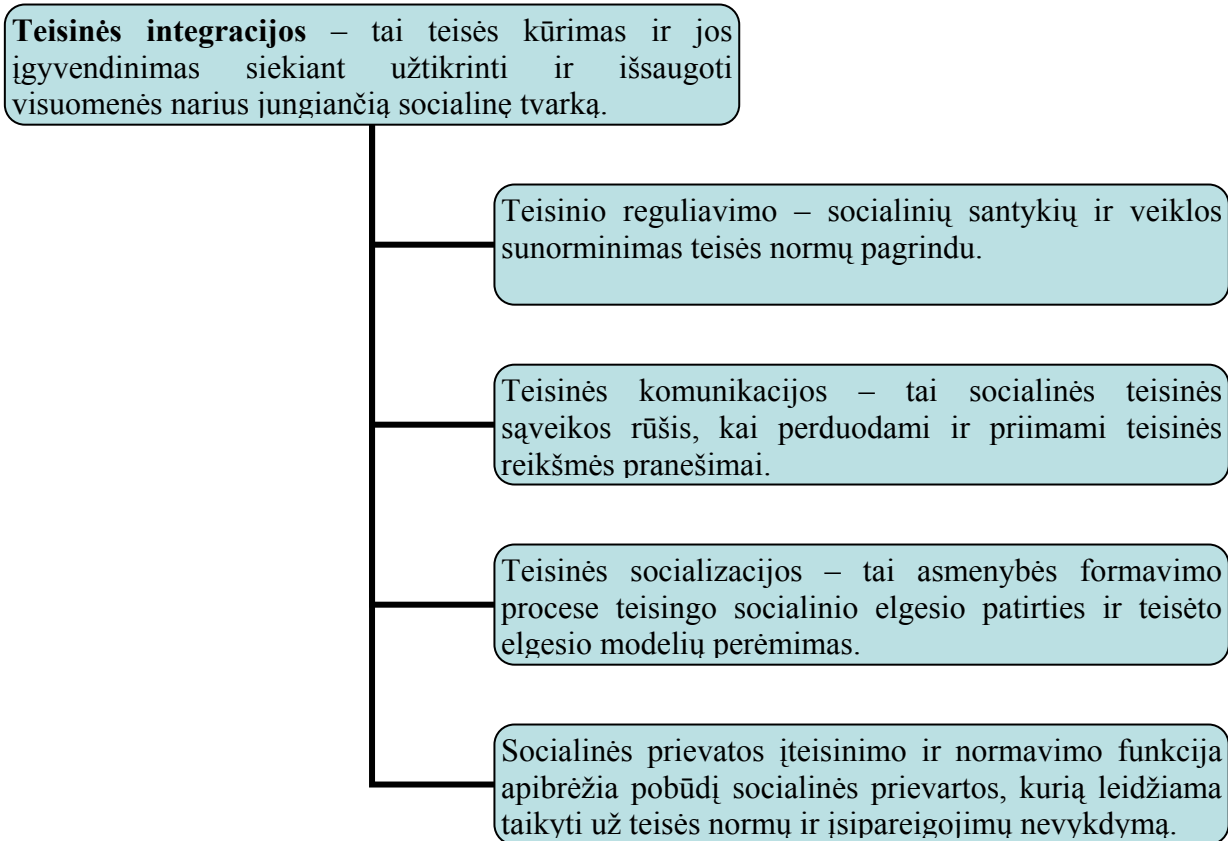 Teisinės integracijos – tai teisės kūrimas ir jos
įgyvendinimas siekiant užtikrinti ir išsaugoti
visuomenės narius jungiančią socialinę tvarką.
Teisinio reguliavimo – socialinių santykių ir veiklos
sunorminimas teisės normų pagrindu.
Teisinės komunikacijos – tai socialinės teisinės
sąveikos rūšis, kai perduodami ir priimami teisinės
reikšmės pranešimai.
Teisinės socializacijos – tai asmenybės formavimo
procese teisingo socialinio elgesio patirties ir teisėto
elgesio modelių perėmimas.
Socialinės prievatos įteisinimo ir normavimo funkcija
apibrėžia pobūdį socialinės prievartos, kurią leidžiama
taikyti už teisės normų ir įsipareigojimų nevykdymą.